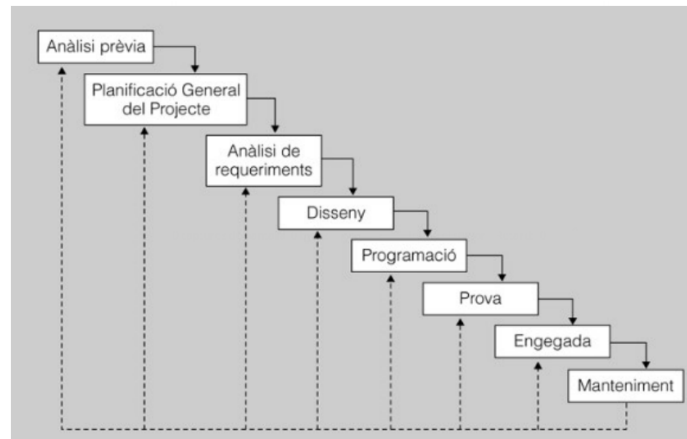 Anàlisi prèvia
Planificació General
del Projecte
Anàlisi de
requeriments
Disseny
Programació
Prova
Engegada
Manteniment